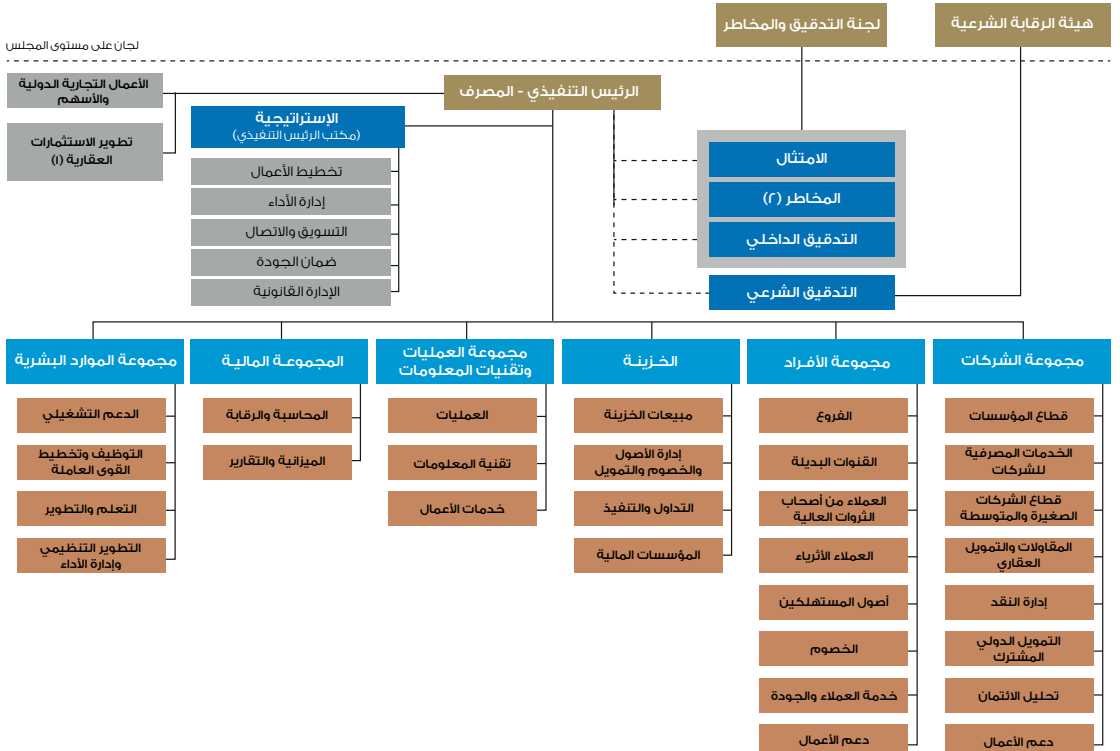 هيئة الرقابة الشرعية
لجنة التدقيق والمخاطر
لجان على مستوى المجلس
الرئيس التنفيذي - المصرف
الأعمال التجارية الدولية
والأسهم
تطوير الاستثمارات
العقارية (١)
الإستراتيجية
(مكتب الرئيس التنفيذي)
تخطيط الأعمال
إدارة الأداء
التسويق والاتصال
ضمان الجودة
الإدارة القانونية
الامتثال
المخاطر (٢)
التدقيق الداخلي
التدقيق الشرعي
مجموعة الشركات
قطاع المؤسسات
الخدمات المصرفية
للشركات
قطاع الشركات
الصغيرة والمتوسطة
المقاولات والتمويل
العقاري
إدارة النقد
التمويل الدولي
المشترك
تحليل الائتمان
دعم الأعمال
مجموعة الأفراد
الفروع
القنوات البديلة
العملاء من أصحاب
الثروات العالية
العملاء الأثرياء
أصول المستهلكين
الخصوم
خدمة العملاء والجودة
دعم الأعمال
الخزينة
مبيعات الخزينة
إدارة الأصول
والخصوم والتمويل
التداول والتنفيذ
المؤسسات المالية
مجموعة العمليات
وتقنيات المعلومات
العمليات
تقنية المعلومات
خدمات الأعمال
المجموعة المالية
المحاسبة والرقابة
الميزانية والتقارير
مجموعة الموارد البشرية
الدعم التشغيلي
التوظيف وتخطيط
القوى العاملة
التعلم والتطوير
التطوير التنظيمي
وإدارة الأداء